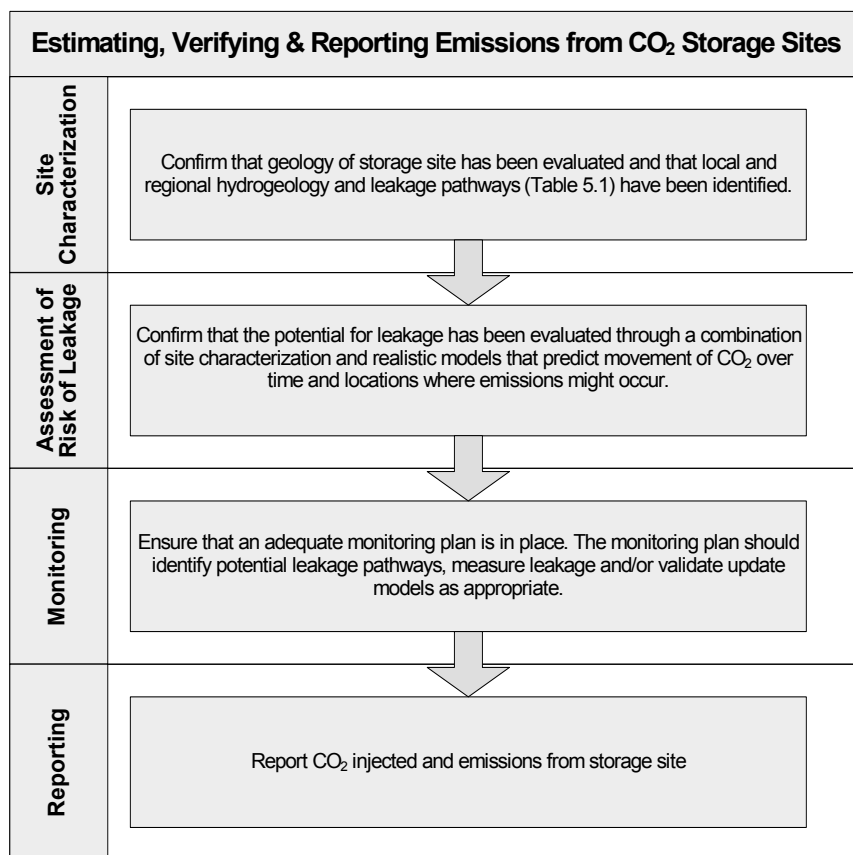 Estimating, Verifying & Reporting Emissions from CO₂ Storage Sites
Site
Characterization
Confirm that geology of storage site has been evaluated and that local and
regional hydrogeology and leakage pathways (Table 5.1) have been identified.
Assessment of
Risk of Leakage
Confirm that the potential for leakage has been evaluated through a combination
of site characterization and realistic models that predict movement of CO₂ over
time and locations where emissions might occur.
Monitoring
Ensure that an adequate monitoring plan is in place. The monitoring plan should
identify potential leakage pathways, measure leakage and/or validate update
models as appropriate.
Reporting
Report CO₂ injected and emissions from storage site